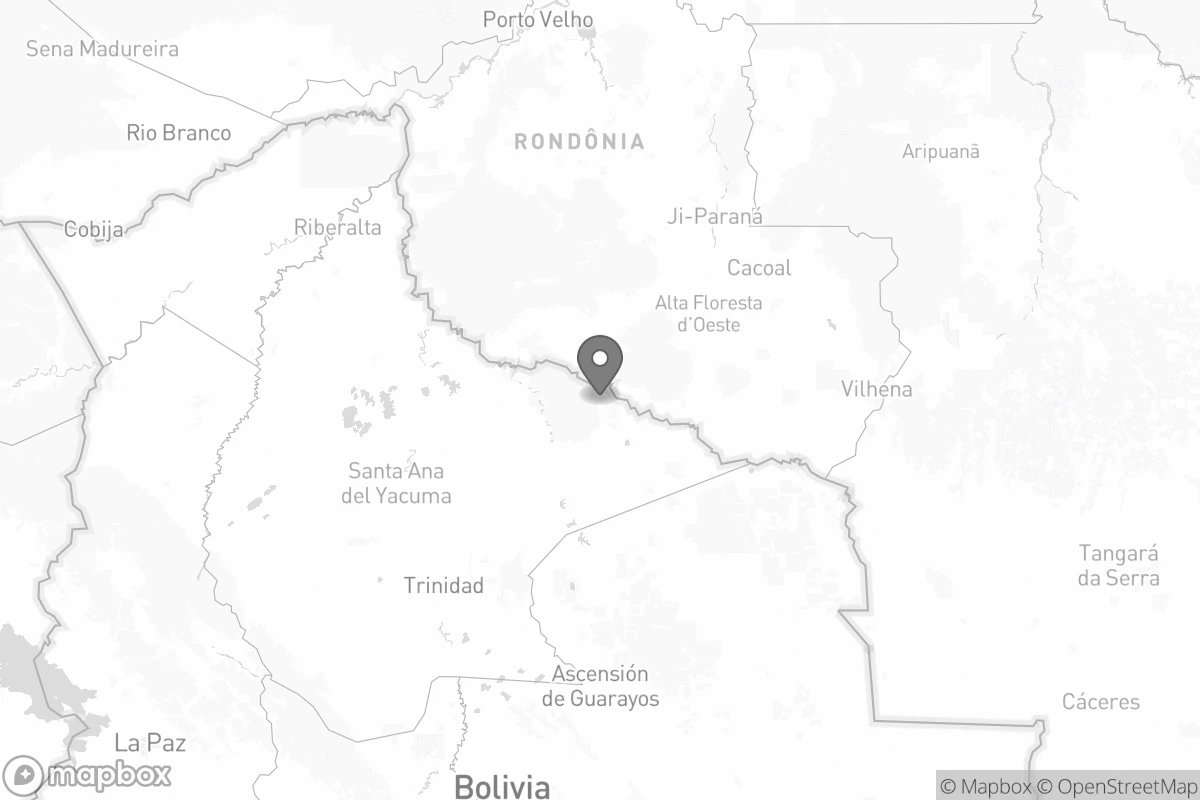 Porto Velho
Sena Madureira
Rio Branco
RONDÔNIA
Aripuanã
Ji-Paraná
Cobija
Riberalta
Cacoal
Alta Floresta
d'Oeste
Vilhena
Santa Ana
del Yacuma
Tangará
da Serra
Trinidad
Ascensión
de Guarayos
Cáceres
La Paz
mapbox
Bolivia
© Mapbox © OpenStreetMap